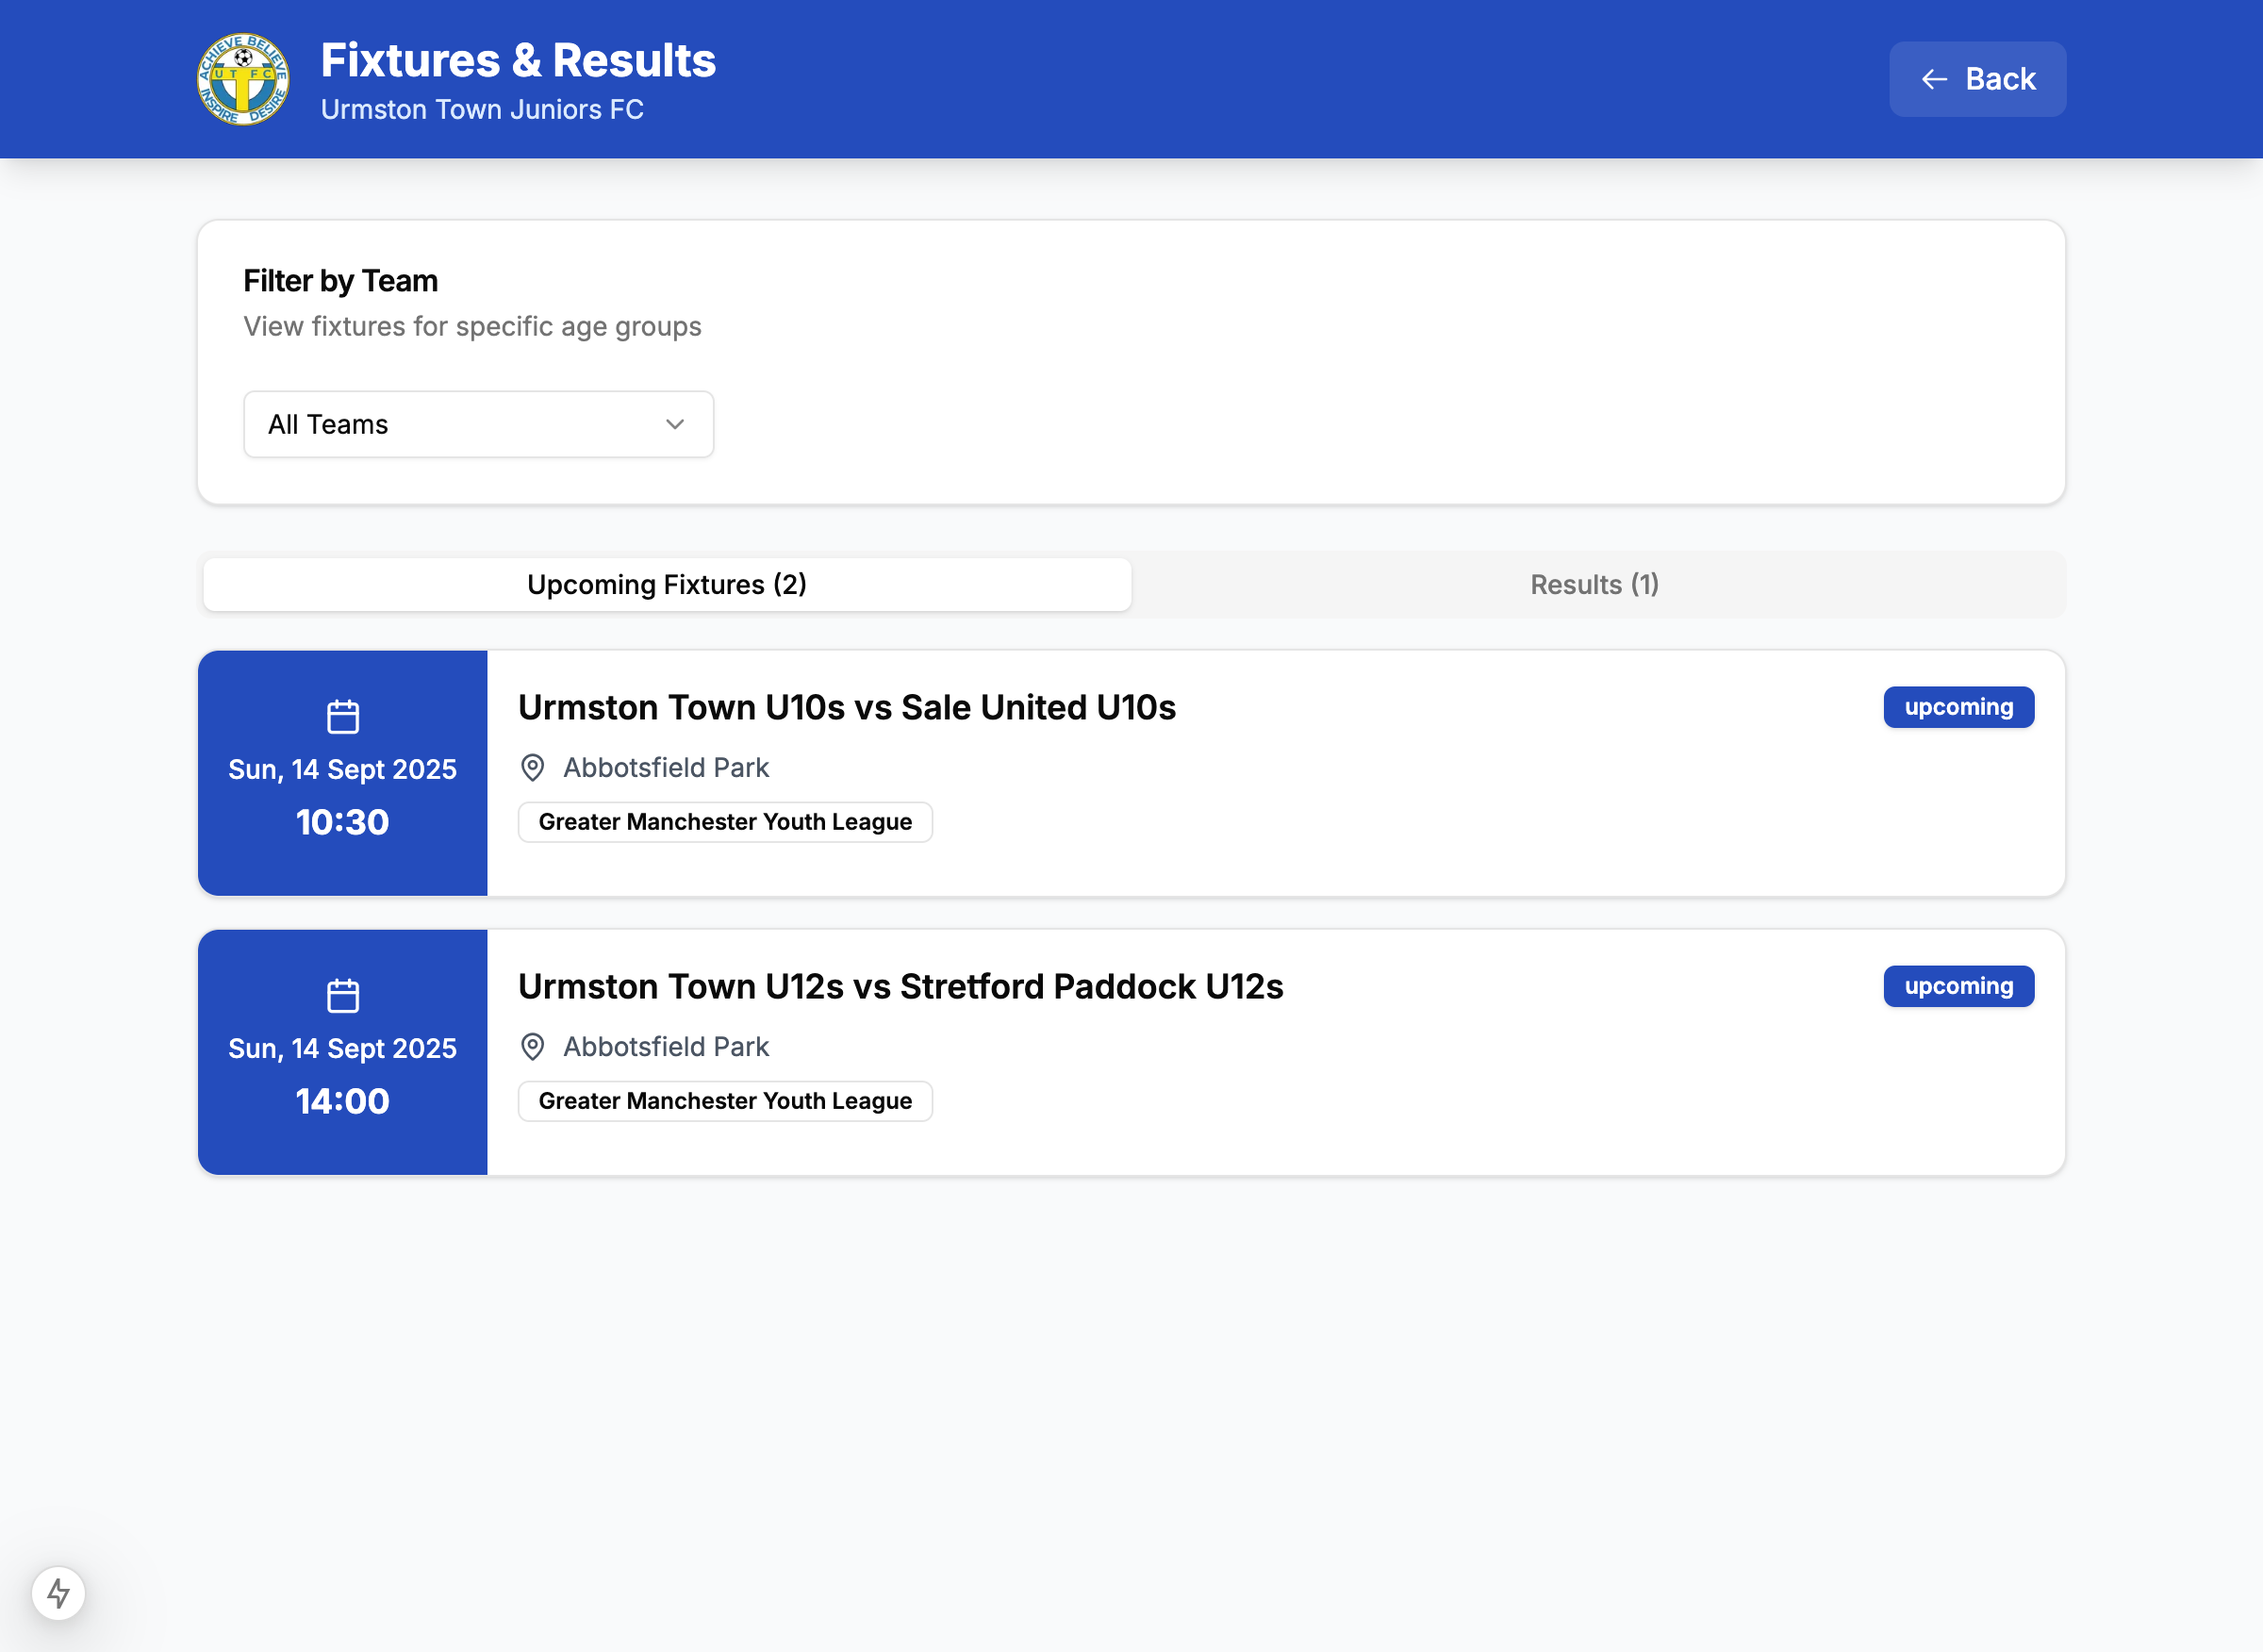 ACHIEVE BELIEVE
UT FC
INSPIRE DESIRE
Fixtures & Results
Urmston Town Juniors FC
Back
Filter by Team
View fixtures for specific age groups
All Teams
Upcoming Fixtures (2)
Results (1)
Sun, 14 Sept 2025
10:30
Urmston Town U10s vs Sale United U10s
upcoming
Abbotsfield Park
Greater Manchester Youth League
Sun, 14 Sept 2025
14:00
Urmston Town U12s vs Stretford Paddock U12s
upcoming
Abbotsfield Park
Greater Manchester Youth League